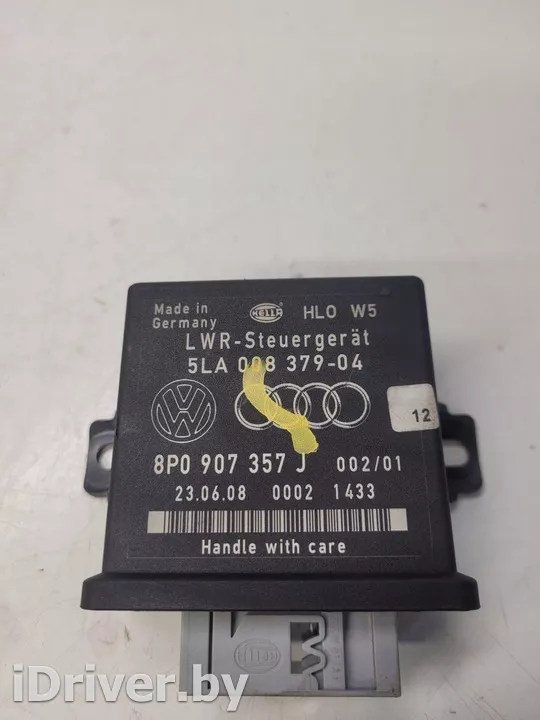 Made in
Germany
HELLA
HLO W5
LWR-Steuergerät
5LA 008 379-04
12
8P0 907 357 J 002/01
23.06.08 0002 1433
Handle with care
iDriver.by